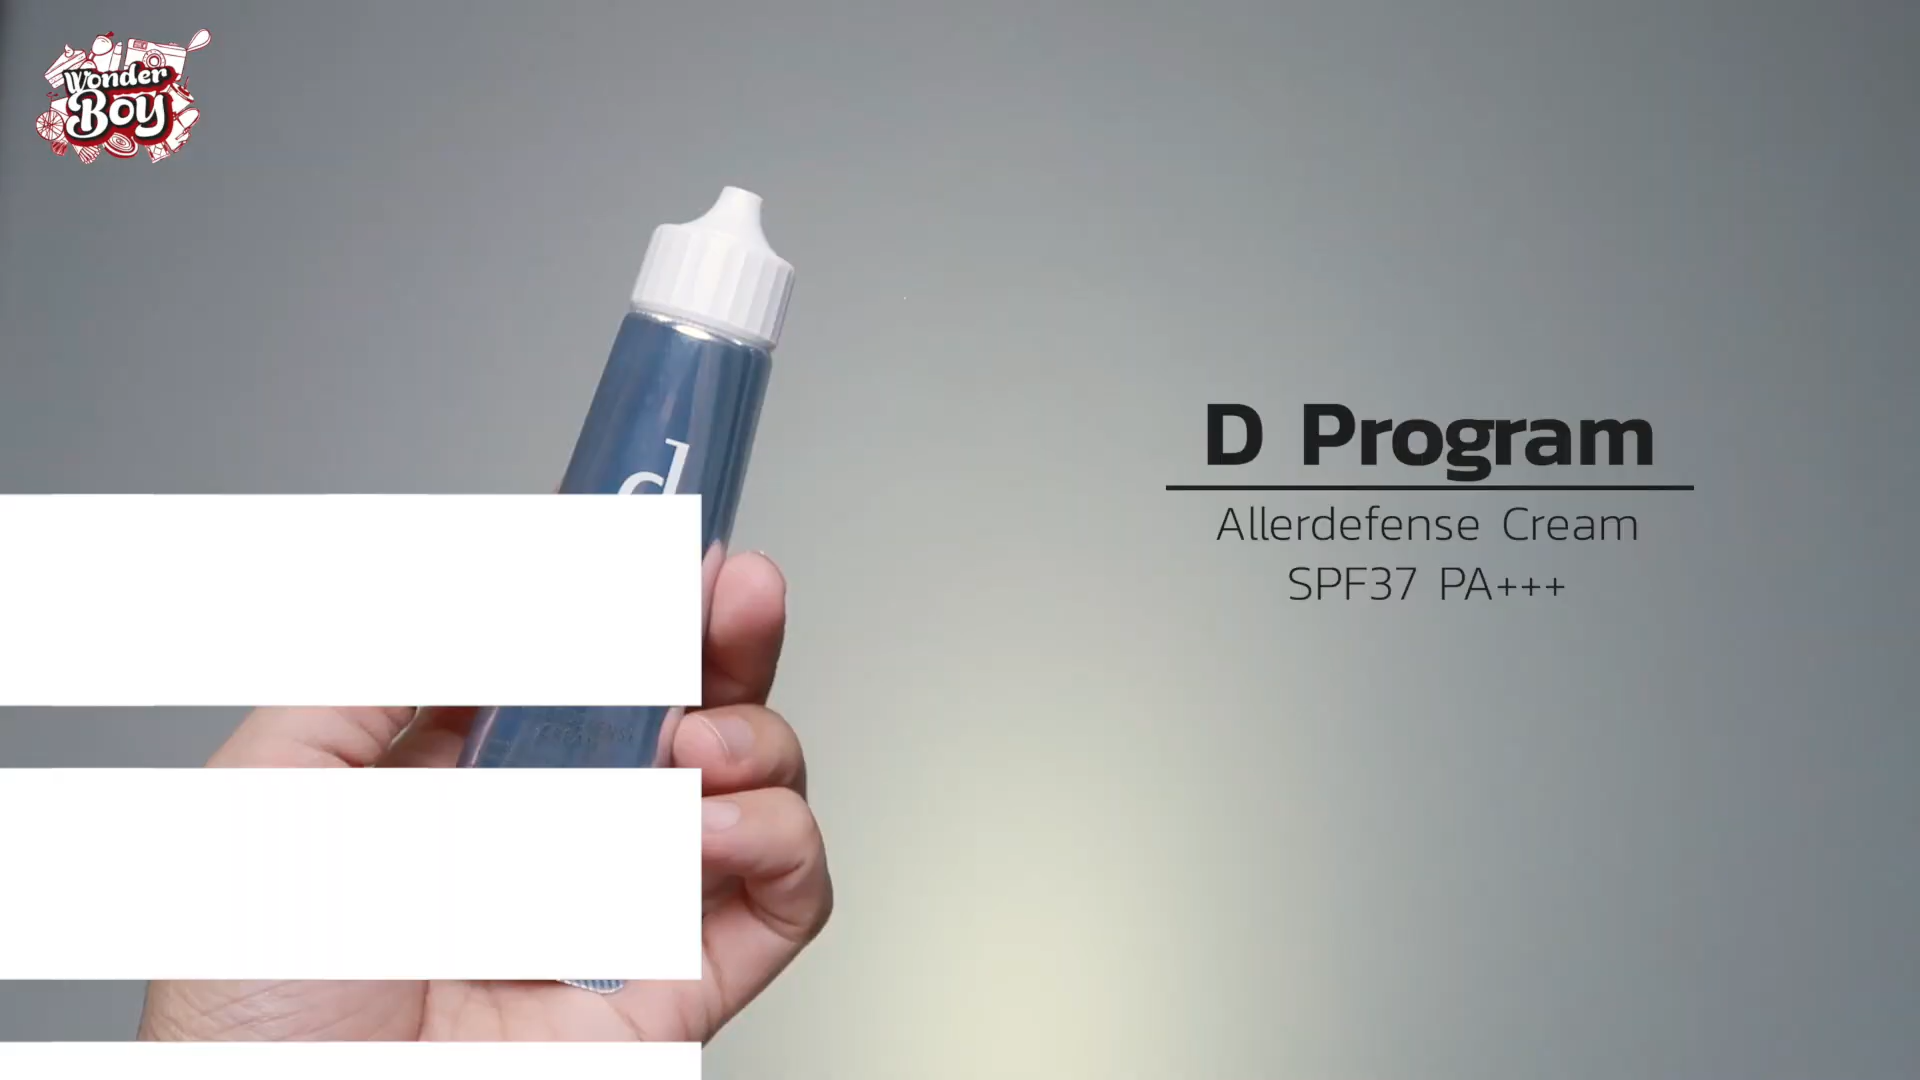 Wonder
Boy
D Program
Allerdefense Cream
SPF37 PA+++
d